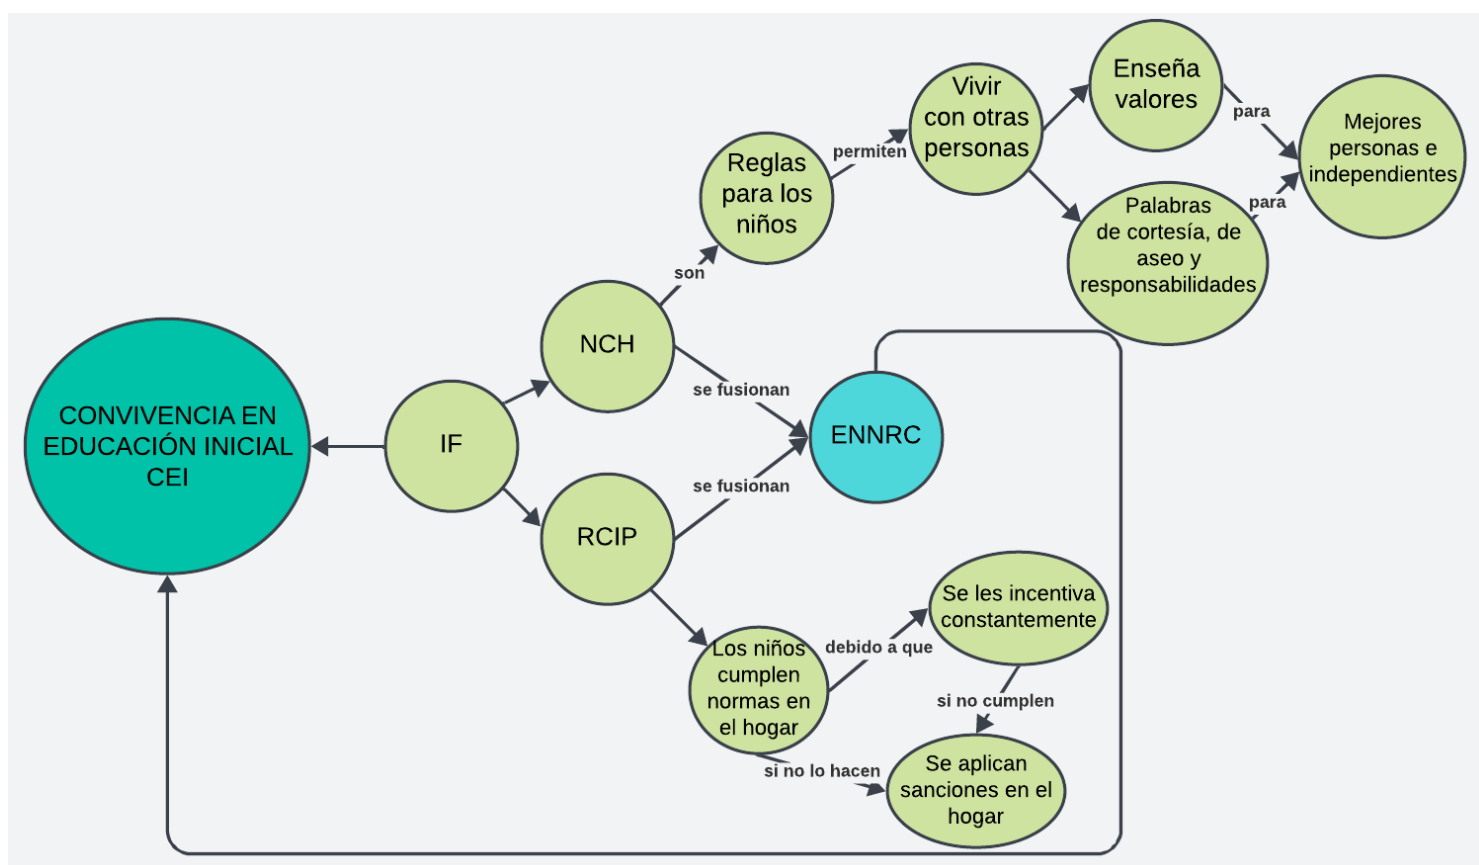 CONVIVENCIA EN
EDUCACIÓN INICIAL
CEI
IF
NCH
son
Reglas
para los
niños
permiten
Vivir
con otras
personas
Enseña
valores
para
Palabras
de cortesía, de
aseo y
responsabilidades
para
Mejores
personas e
independientes
se fusionan
ENNRC
se fusionan
RCIP
Los niños
cumplen
normas en
el hogar
debido a que
Se les incentiva
constantemente
si no cumplen
si no lo hacen
Se aplican
sanciones en el
hogar